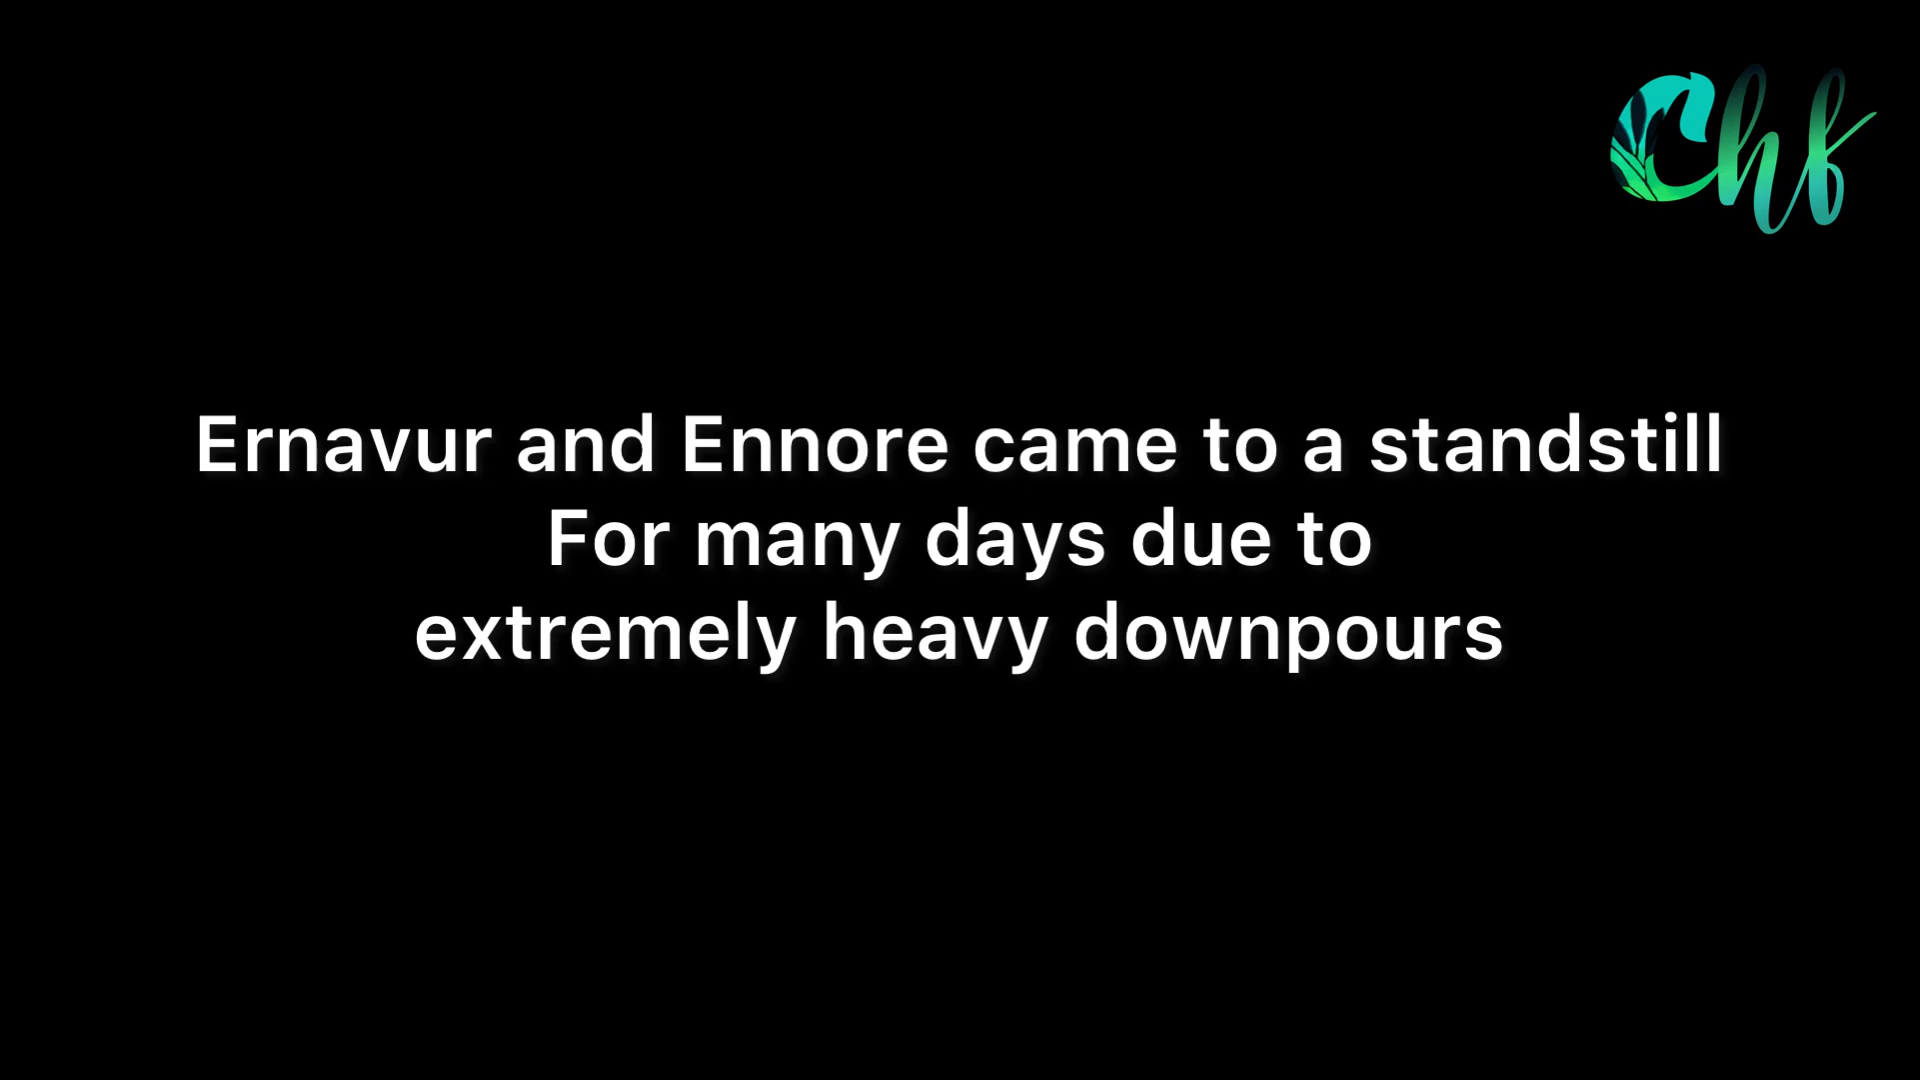 Chf
Ernavur and Ennore came to a standstill
For many days due to
extremely heavy downpours